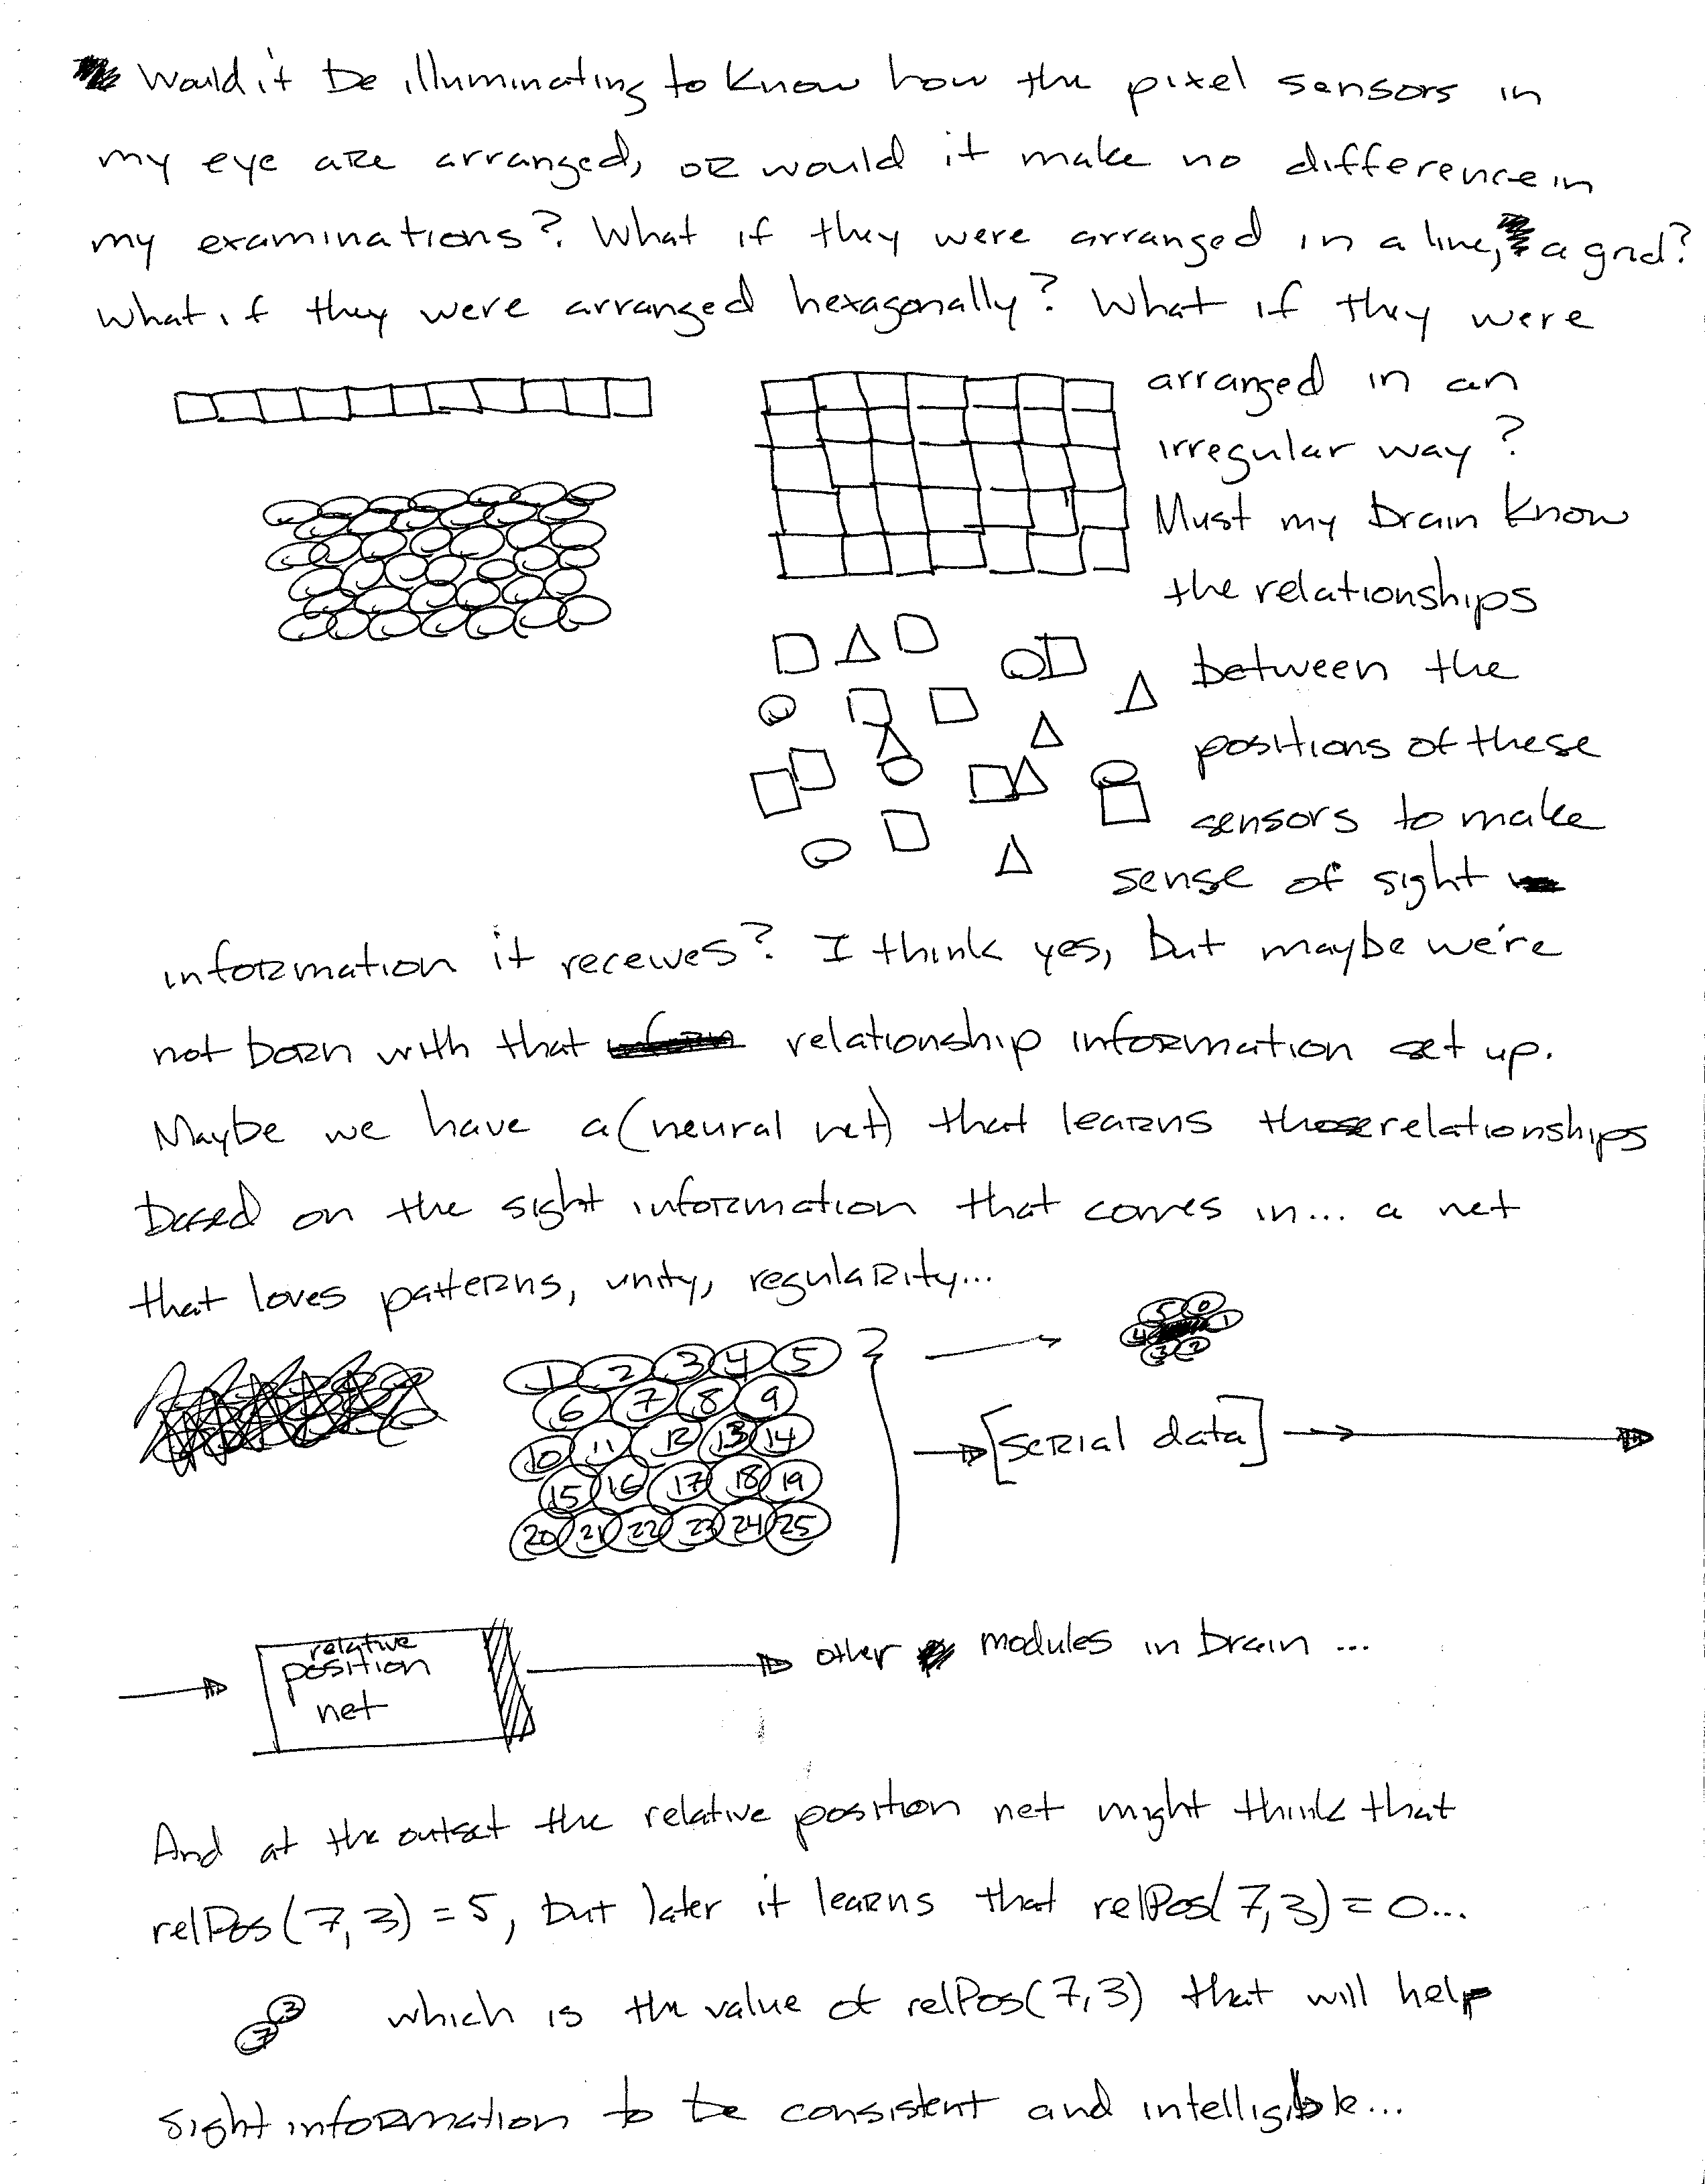 Would it be illuminating to know how the pixel sensors in
my eye are arranged, or would it make no difference in
my examinations? What if they were arranged in a line, a grid?
What if they were arranged hexagonally? What if they were
arranged in an
irregular way?
Must my brain know
the relationships
between the
positions of these
sensors to make
sense of sight
information it receives? I think yes, but maybe we're
not born with that relationship information set up.
Maybe we have a (neural net) that learns those relationships
based on the sight information that comes in... a net
that loves patterns, unity, regularity...
1 2 3 4 5
6 7 8 9
10 11 12 13 14
15 16 17 18 19
20 21 22 23 24 25
5 0
4 1
3 2
[serial data]
relative
position
net
other modules in brain...
And at the outset the relative position net might think that
relPos(7,3) = 5, but later it learns that relPos(7,3) = 0...
3
7
which is the value of relPos(7,3) that will help
sight information to be consistent and intelligible...